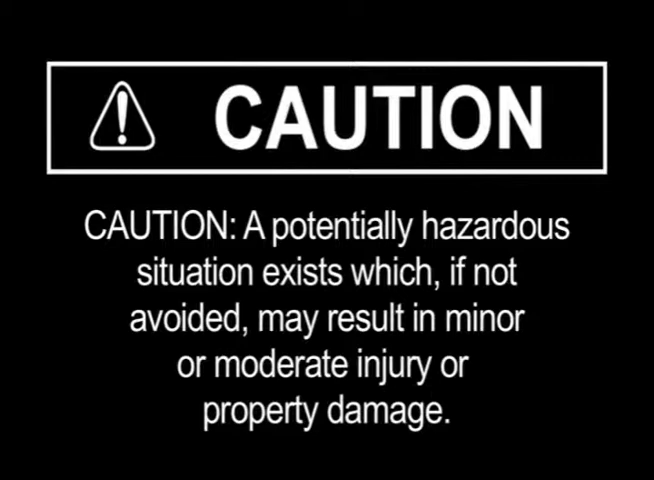 CAUTION
CAUTION: A potentially hazardous
situation exists which, if not
avoided, may result in minor
or moderate injury or
property damage.